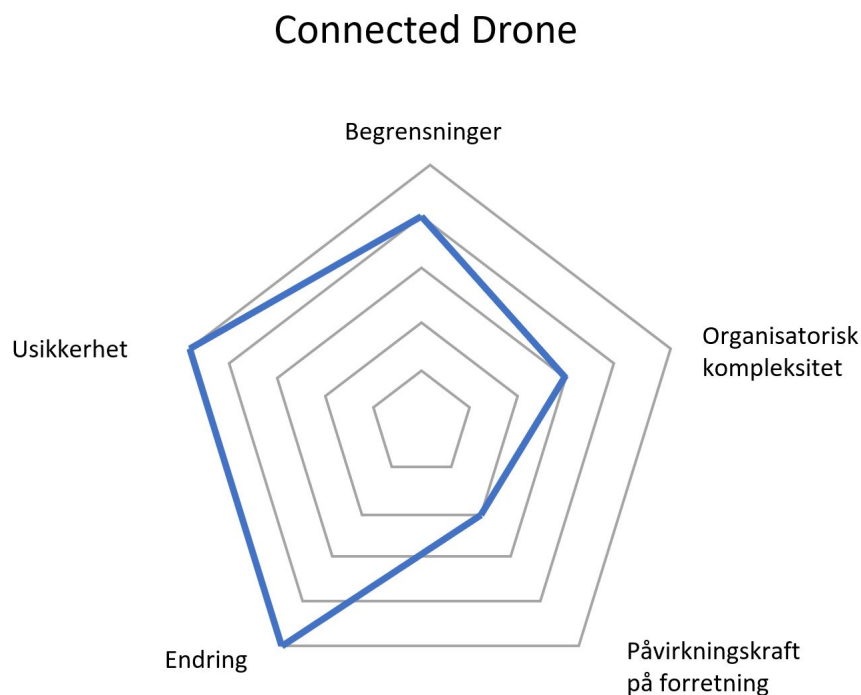 Connected Drone
Begrensninger
Organisatorisk
kompleksitet
Usikkerhet
Endring
Påvirkningskraft
på forretning